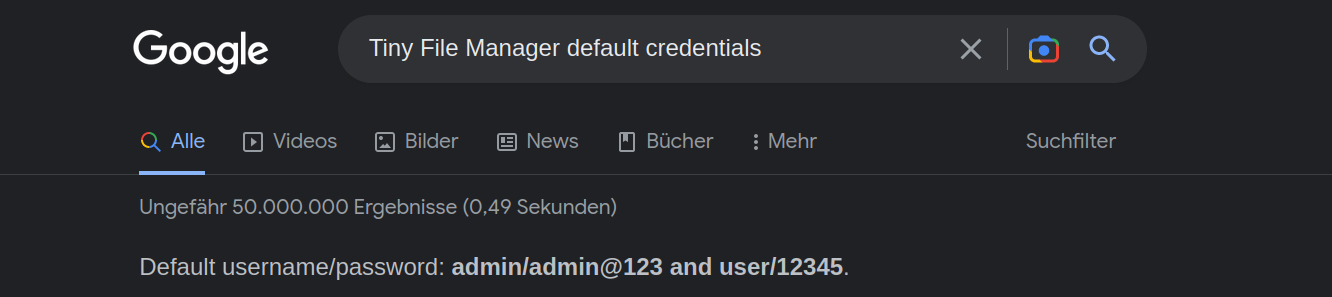 Google Tiny File Manager default credentials
Alle Videos Bilder News Bücher Mehr Suchfilter
Ungefähr 50.000.000 Ergebnisse (0,49 Sekunden)
Default username/password: admin/admin@123 and user/12345.